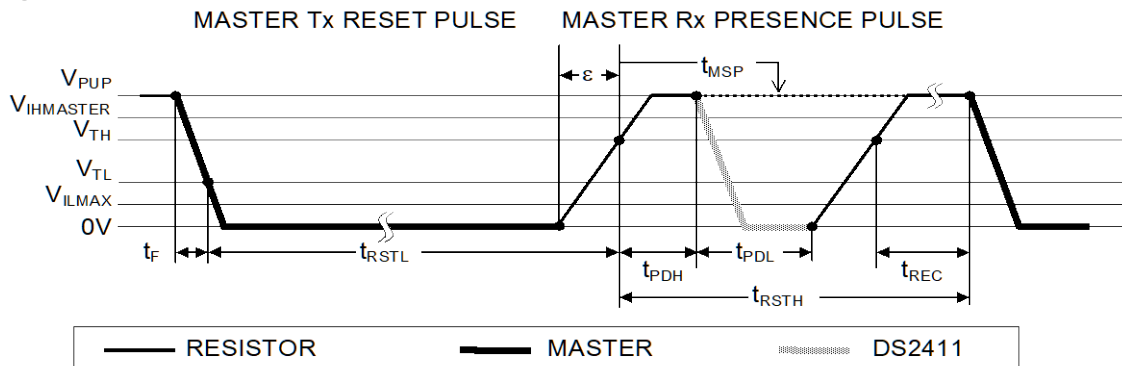 MASTER Tx RESET PULSE MASTER Rx PRESENCE PULSE
ε tMSP
VPUP
VIHMASTER
VTH
VTL
VILMAX
0V
tF tRSTL tPDH tPDL tREC
tRSTH
RESISTOR MASTER DS2411